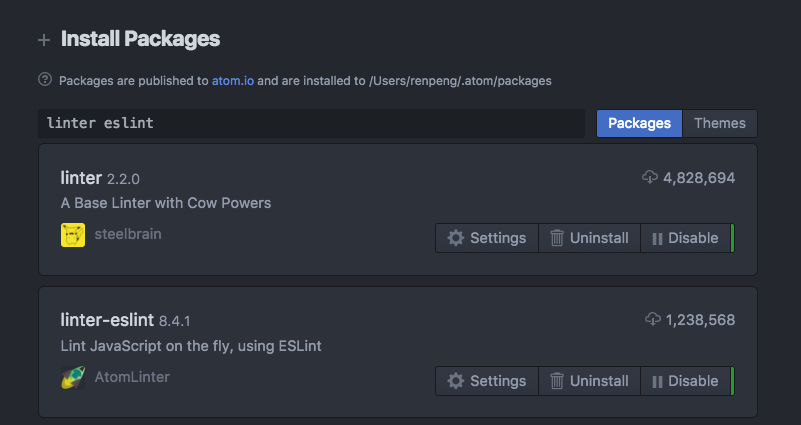 Install Packages
Packages are published to atom.io and are installed to /Users/renpeng/.atom/packages
linter eslint
Packages Themes
linter 2.2.0 4,828,694
A Base Linter with Cow Powers
steelbrain
Settings Uninstall Disable
linter-eslint 8.4.1 1,238,568
Lint JavaScript on the fly, using ESLint
AtomLinter
Settings Uninstall Disable